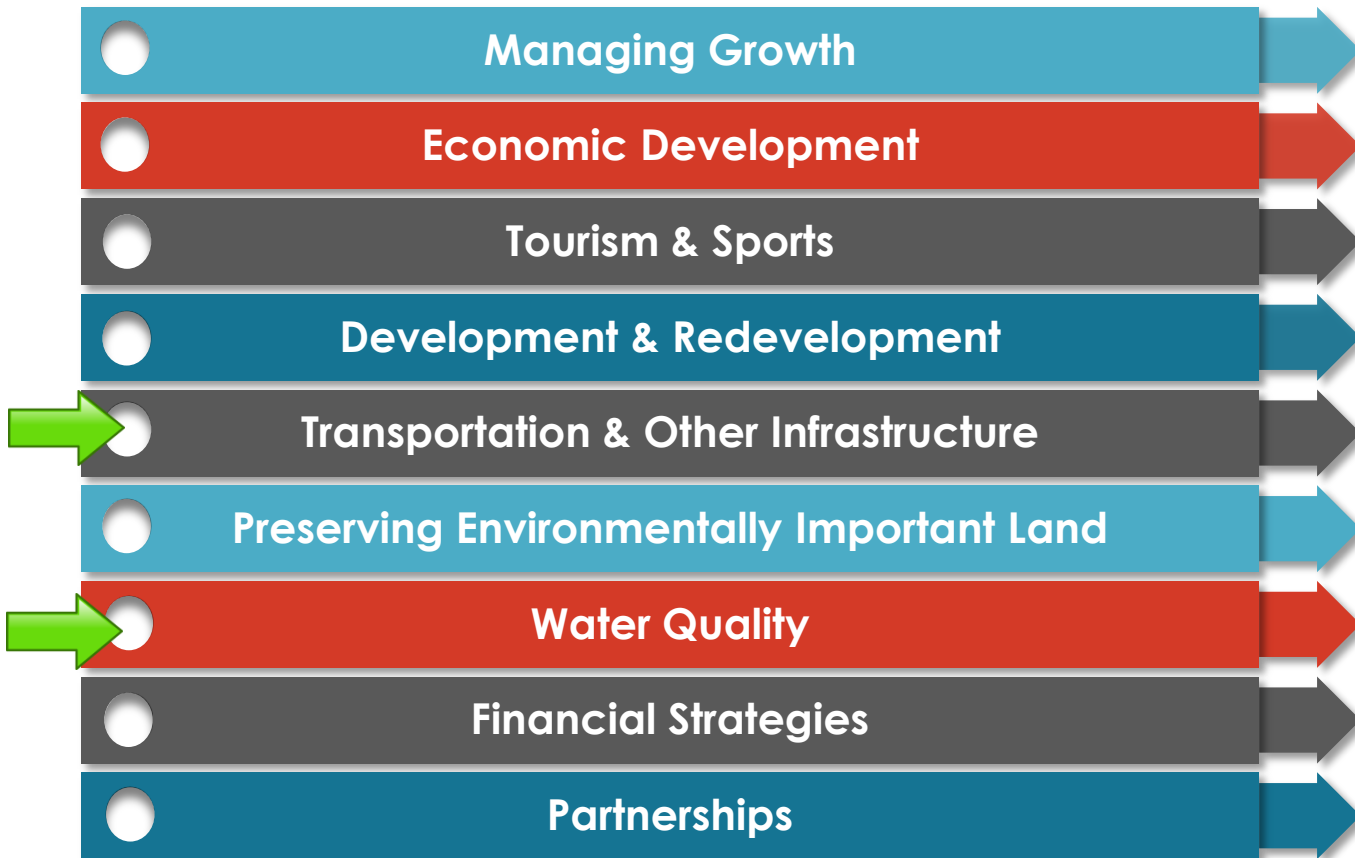 Managing Growth
Economic Development
Tourism & Sports
Development & Redevelopment
Transportation & Other Infrastructure
Preserving Environmentally Important Land
Water Quality
Financial Strategies
Partnerships